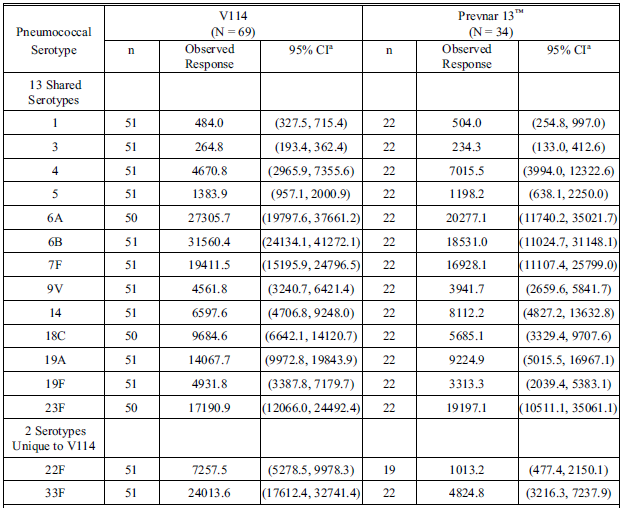 Pneumococcal Serotype V114 (N = 69) Prevnar 13™ (N = 34)
n Observed Response 95% CIa n Observed Response 95% CIa
13 Shared Serotypes
1 51 484.0 (327.5, 715.4) 22 504.0 (254.8, 997.0)
3 51 264.8 (193.4, 362.4) 22 234.3 (133.0, 412.6)
4 51 4670.8 (2965.9, 7355.6) 22 7015.5 (3994.0, 12322.6)
5 51 1383.9 (957.1, 2000.9) 22 1198.2 (638.1, 2250.0)
6A 50 27305.7 (19797.6, 37661.2) 22 20277.1 (11740.2, 35021.7)
6B 51 31560.4 (24134.1, 41272.1) 22 18531.0 (11024.7, 31148.1)
7F 51 19411.5 (15195.9, 24796.5) 22 16928.1 (11107.4, 25799.0)
9V 51 4561.8 (3240.7, 6421.4) 22 3941.7 (2659.6, 5841.7)
14 51 6597.6 (4706.8, 9248.0) 22 8112.2 (4827.2, 13632.8)
18C 50 9684.6 (6642.1, 14120.7) 22 5685.1 (3329.4, 9707.6)
19A 51 14067.7 (9972.8, 19843.9) 22 9224.9 (5015.5, 16967.1)
19F 51 4931.8 (3387.8, 7179.7) 22 3313.3 (2039.4, 5383.1)
23F 50 17190.9 (12066.0, 24492.4) 22 19197.1 (10511.1, 35061.1)
2 Serotypes Unique to V114
22F 51 7257.5 (5278.5, 9978.3) 19 1013.2 (477.4, 2150.1)
33F 51 24013.6 (17612.4, 32741.4) 22 4824.8 (3216.3, 7237.9)